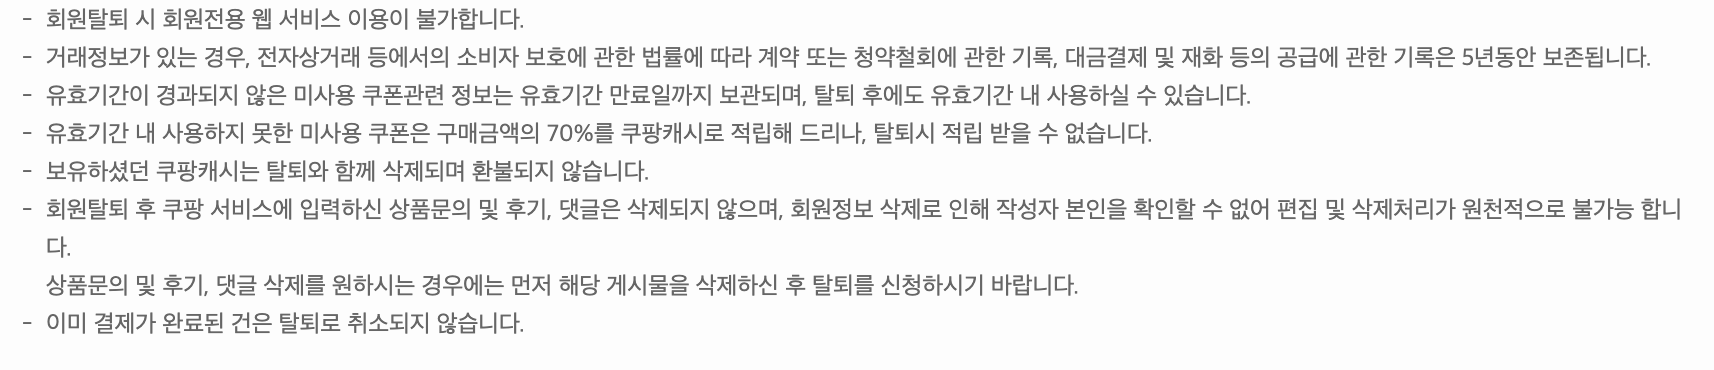 - 회원탈퇴 시 회원전용 웹 서비스 이용이 불가합니다.
- 거래정보가 있는 경우, 전자상거래 등에서의 소비자 보호에 관한 법률에 따라 계약 또는 청약철회에 관한 기록, 대금결제 및 재화 등의 공급에 관한 기록은 5년동안 보존됩니다.
- 유효기간이 경과되지 않은 미사용 쿠폰관련 정보는 유효기간 만료일까지 보관되며, 탈퇴 후에도 유효기간 내 사용하실 수 있습니다.
- 유효기간 내 사용하지 못한 미사용 쿠폰은 구매금액의 70%를 쿠팡캐시로 적립해 드리나, 탈퇴시 적립 받을 수 없습니다.
- 보유하셨던 쿠팡캐시는 탈퇴와 함께 삭제되며 환불되지 않습니다.
- 회원탈퇴 후 쿠팡 서비스에 입력하신 상품문의 및 후기, 댓글은 삭제되지 않으며, 회원정보 삭제로 인해 작성자 본인을 확인할 수 없어 편집 및 삭제처리가 원천적으로 불가능 합니
다.
상품문의 및 후기, 댓글 삭제를 원하시는 경우에는 먼저 해당 게시물을 삭제하신 후 탈퇴를 신청하시기 바랍니다.
- 이미 결제가 완료된 건은 탈퇴로 취소되지 않습니다.